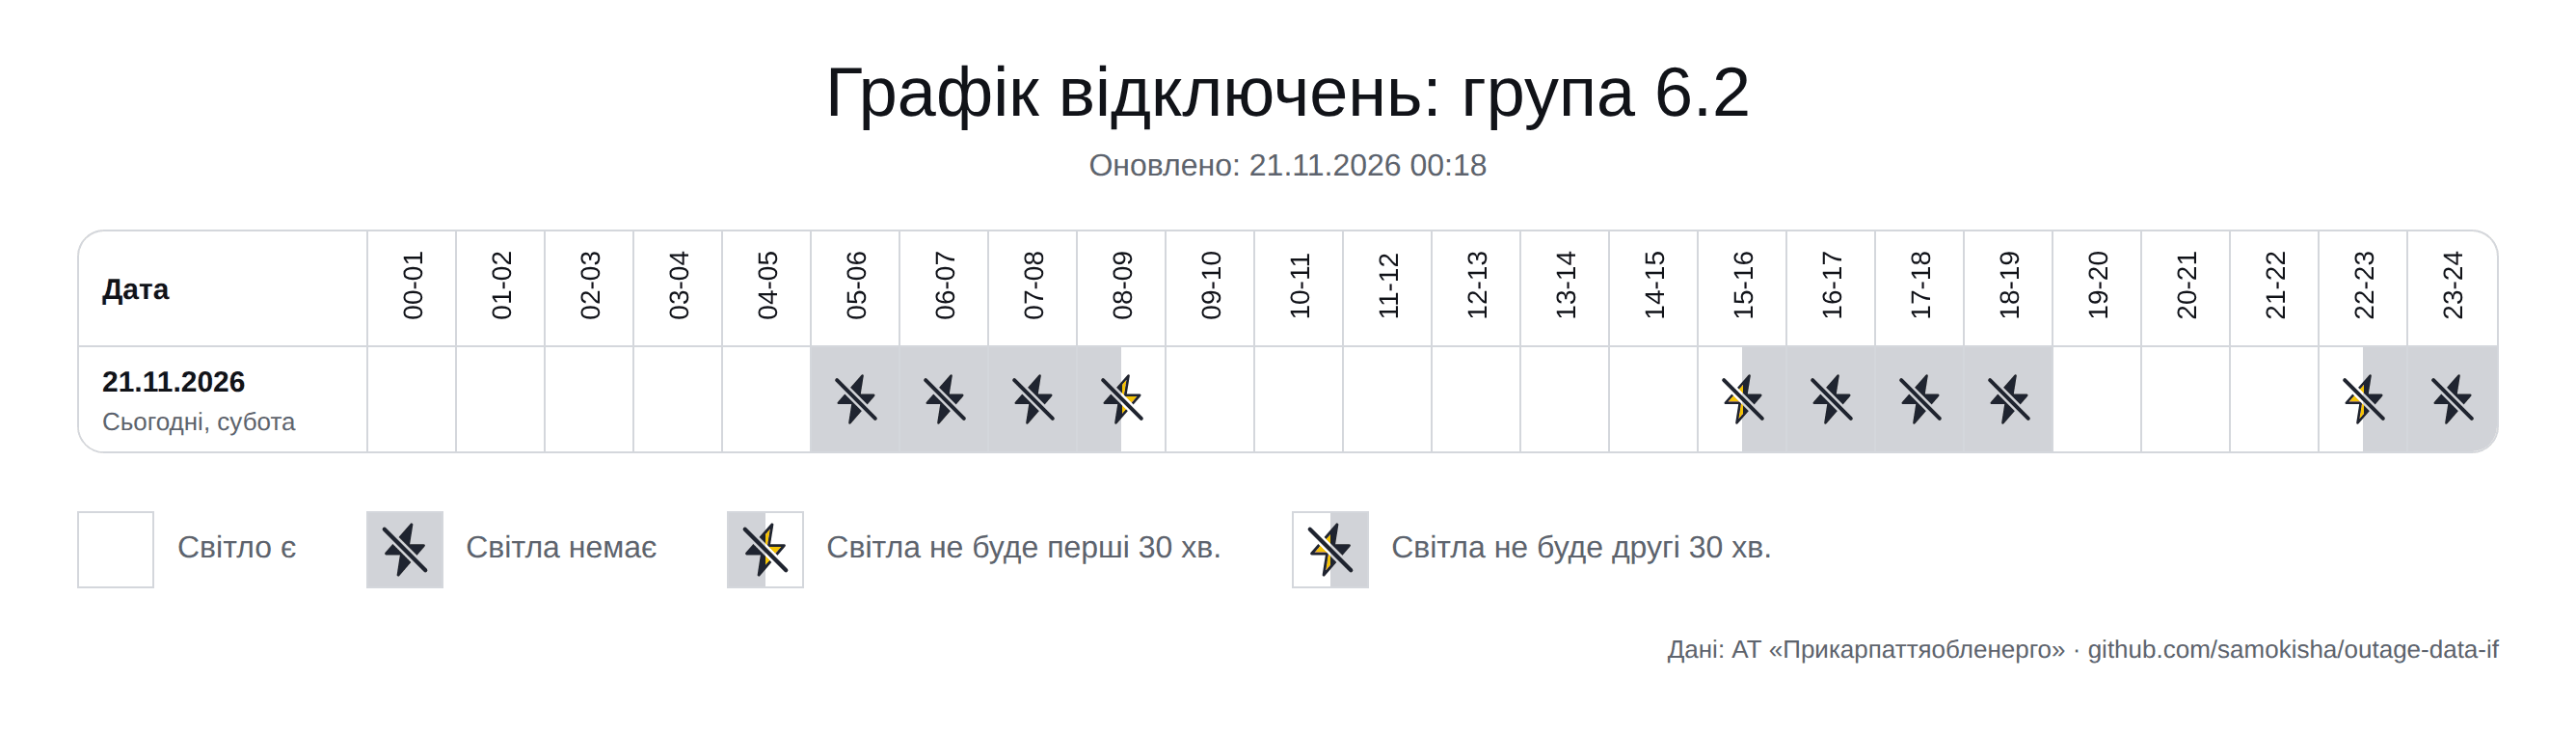 Графік відключень: група 6.2
Оновлено: 21.11.2026 00:18
Дата 00-01 01-02 02-03 03-04 04-05 05-06 06-07 07-08 08-09 09-10 10-11 11-12 12-13 13-14 14-15 15-16 16-17 17-18 18-19 19-20 20-21 21-22 22-23 23-24
21.11.2026
Сьогодні, субота
Світло є Світла немає Світла не буде перші 30 хв. Світла не буде другі 30 хв.
Дані: АТ «Прикарпаттяобленерго» · github.com/samokisha/outage-data-if